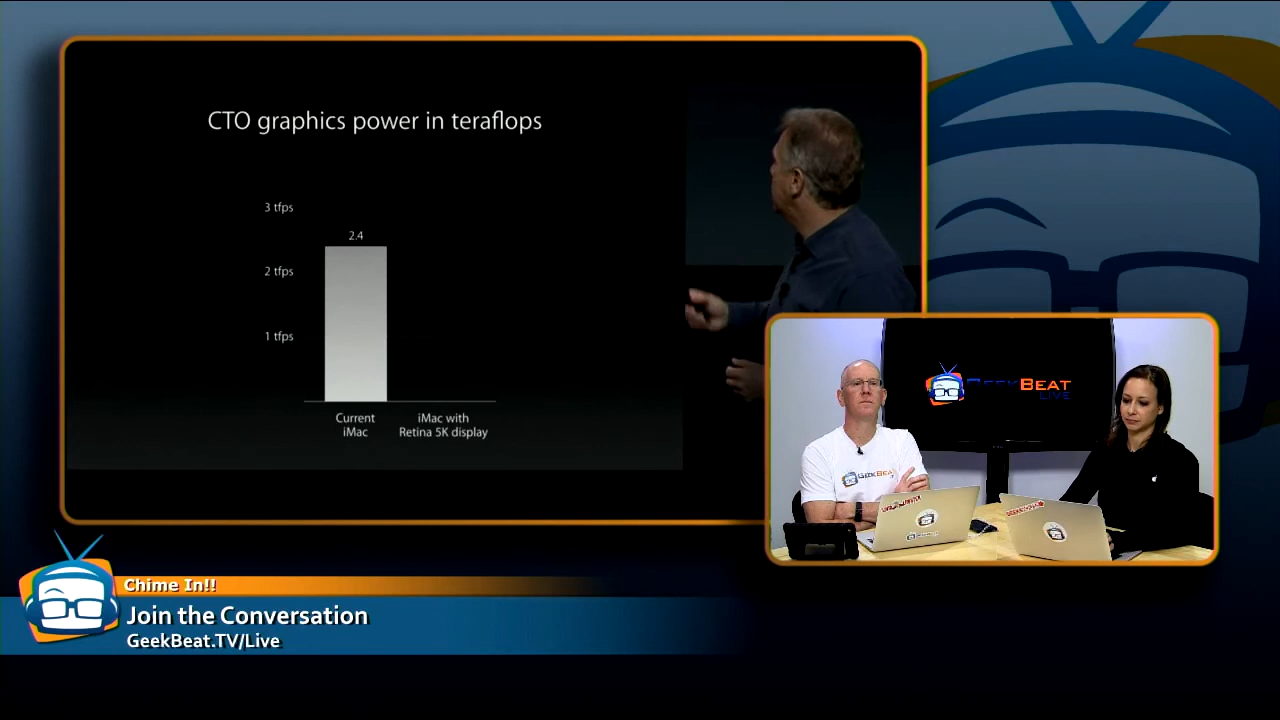 CTO graphics power in teraflops
3 tfps
2.4
2 tfps
1 tfps
Current
iMac
iMac with
Retina 5K display
GEEKBEAT
LIVE
GEEKBEAT
Chime In!!
Join the Conversation
GeekBeat.TV/Live